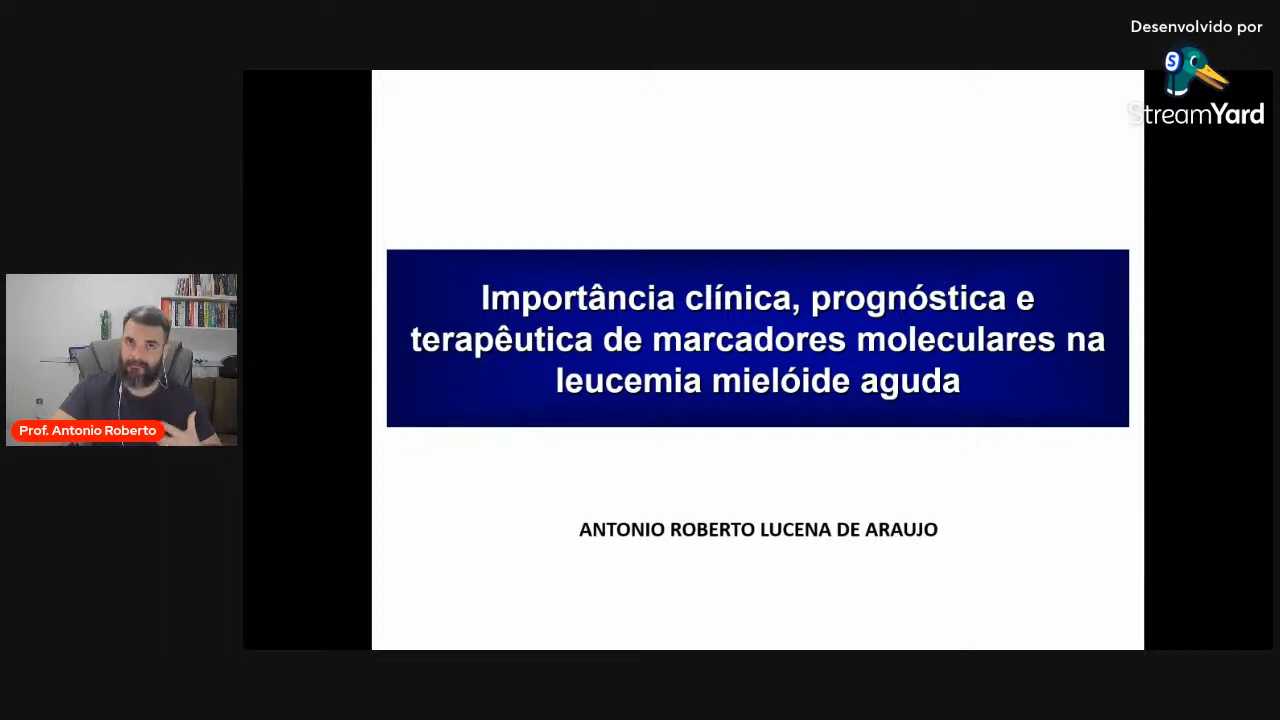 Desenvolvido por
StreamYard
Importância clínica, prognóstica e
terapêutica de marcadores moleculares na
leucemia mielóide aguda
Prof. Antonio Roberto
ANTONIO ROBERTO LUCENA DE ARAUJO